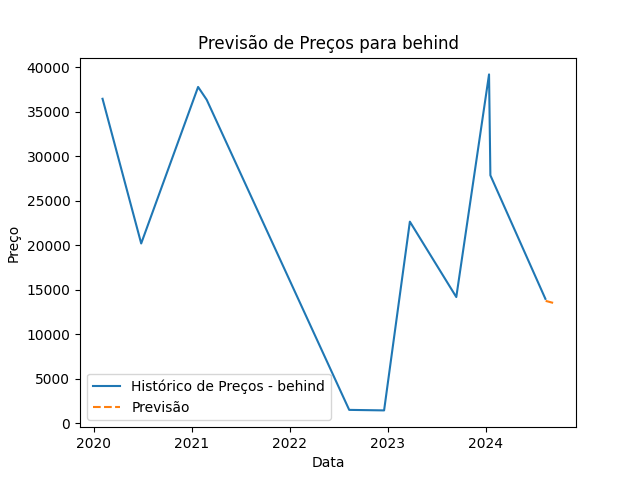 Previsão de Preços para behind
40000
35000
30000
25000
20000
15000
10000
5000
0
Preço
Histórico de Preços - behind
Previsão
2020 2021 2022 2023 2024
Data